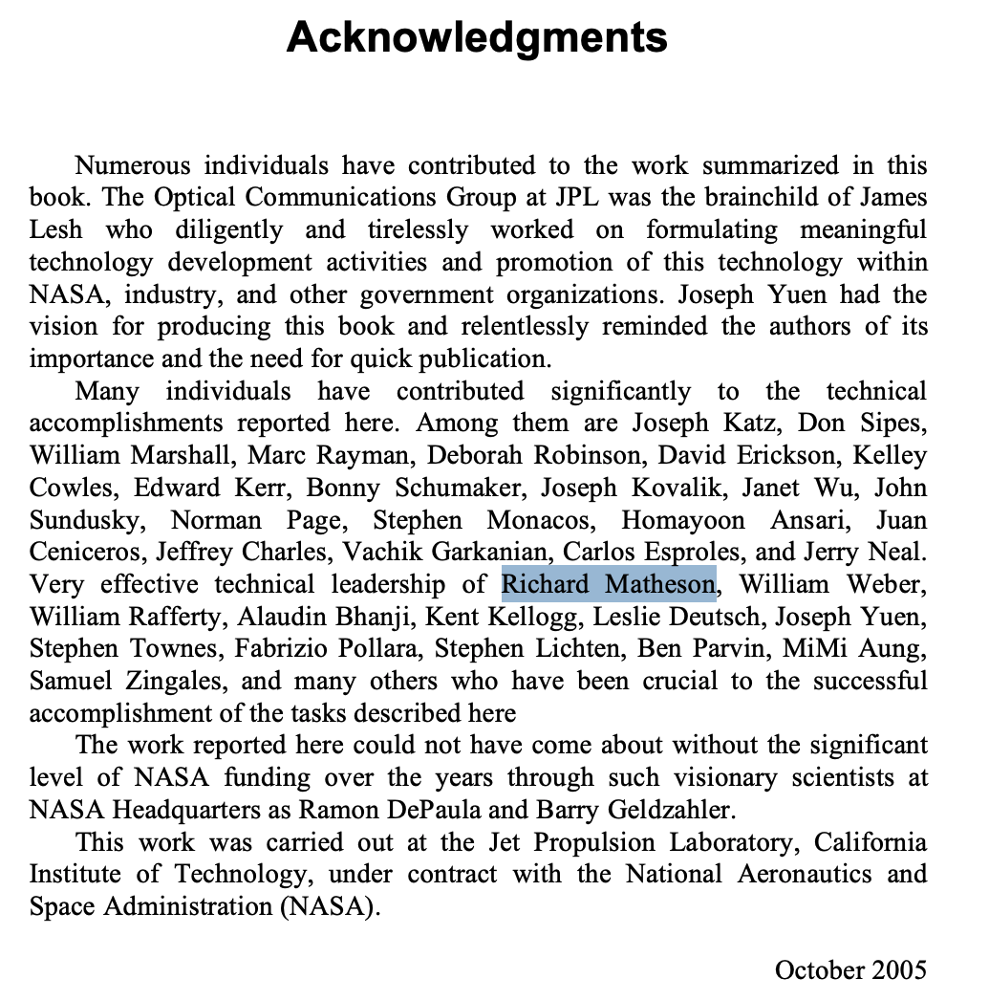 Acknowledgments
Numerous individuals have contributed to the work summarized in this
book. The Optical Communications Group at JPL was the brainchild of James
Lesh who diligently and tirelessly worked on formulating meaningful
technology development activities and promotion of this technology within
NASA, industry, and other government organizations. Joseph Yuen had the
vision for producing this book and relentlessly reminded the authors of its
importance and the need for quick publication.
Many individuals have contributed significantly to the technical
accomplishments reported here. Among them are Joseph Katz, Don Sipes,
William Marshall, Marc Rayman, Deborah Robinson, David Erickson, Kelley
Cowles, Edward Kerr, Bonny Schumaker, Joseph Kovalik, Janet Wu, John
Sundusky, Norman Page, Stephen Monacos, Homayoon Ansari, Juan
Ceniceros, Jeffrey Charles, Vachik Garkanian, Carlos Esproles, and Jerry Neal.
Very effective technical leadership of Richard Matheson, William Weber,
William Rafferty, Alaudin Bhanji, Kent Kellogg, Leslie Deutsch, Joseph Yuen,
Stephen Townes, Fabrizio Pollara, Stephen Lichten, Ben Parvin, MiMi Aung,
Samuel Zingales, and many others who have been crucial to the successful
accomplishment of the tasks described here
The work reported here could not have come about without the significant
level of NASA funding over the years through such visionary scientists at
NASA Headquarters as Ramon DePaula and Barry Geldzahler.
This work was carried out at the Jet Propulsion Laboratory, California
Institute of Technology, under contract with the National Aeronautics and
Space Administration (NASA).
October 2005